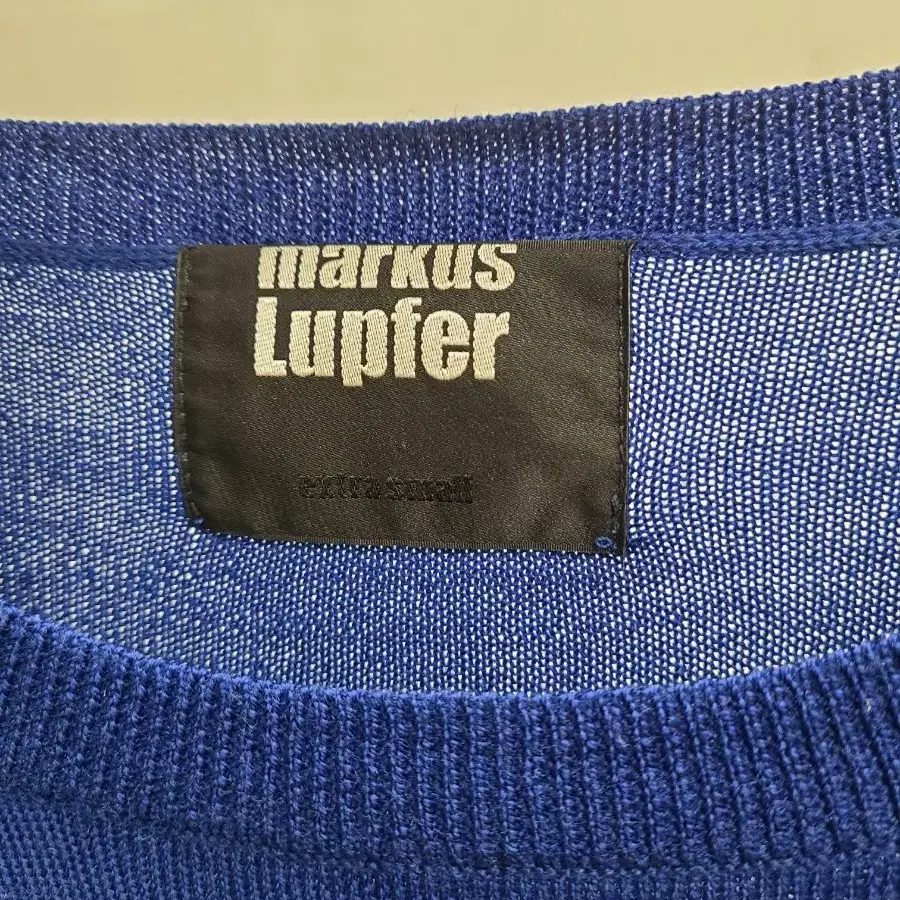 markus
Lupfer
extra small